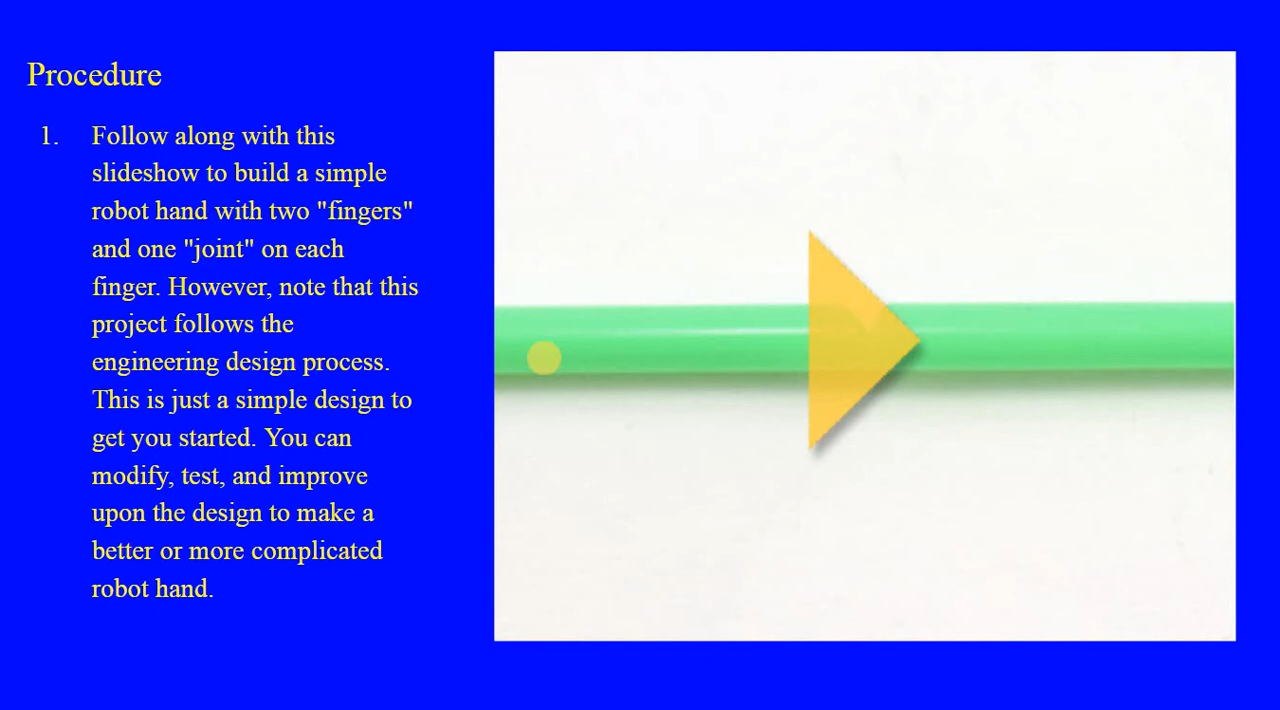 Procedure
1. Follow along with this
slideshow to build a simple
robot hand with two "fingers"
and one "joint" on each
finger. However, note that this
project follows the
engineering design process.
This is just a simple design to
get you started. You can
modify, test, and improve
upon the design to make a
better or more complicated
robot hand.